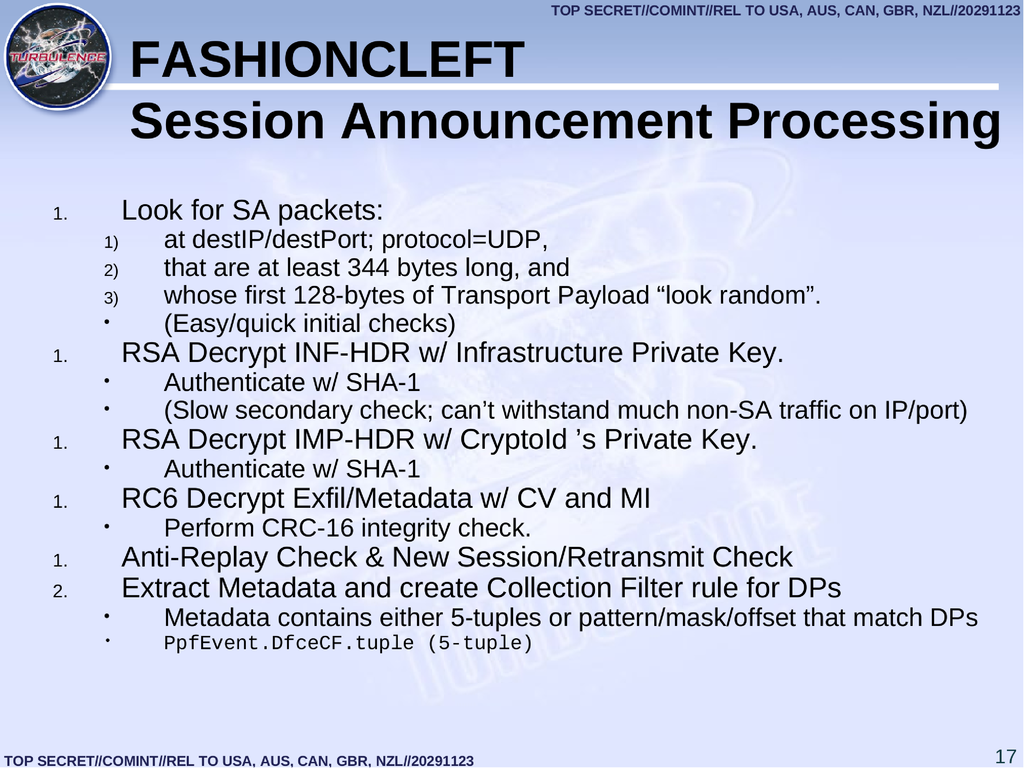 TOP SECRET//COMINT//REL TO USA, AUS, CAN, GBR, NZL//20291123
TURBULENCE
FASHIONCLEFT
Session Announcement Processing
1. Look for SA packets:
1) at destIP/destPort; protocol=UDP,
2) that are at least 344 bytes long, and
3) whose first 128-bytes of Transport Payload “look random”.
• (Easy/quick initial checks)
1. RSA Decrypt INF-HDR w/ Infrastructure Private Key.
• Authenticate w/ SHA-1
• (Slow secondary check; can’t withstand much non-SA traffic on IP/port)
1. RSA Decrypt IMP-HDR w/ CryptoId ’s Private Key.
• Authenticate w/ SHA-1
1. RC6 Decrypt Exfil/Metadata w/ CV and MI
• Perform CRC-16 integrity check.
1. Anti-Replay Check & New Session/Retransmit Check
2. Extract Metadata and create Collection Filter rule for DPs
• Metadata contains either 5-tuples or pattern/mask/offset that match DPs
• PpfEvent.DfceCF.tuple (5-tuple)
TURBULENCE
TOP SECRET//COMINT//REL TO USA, AUS, CAN, GBR, NZL//20291123
17